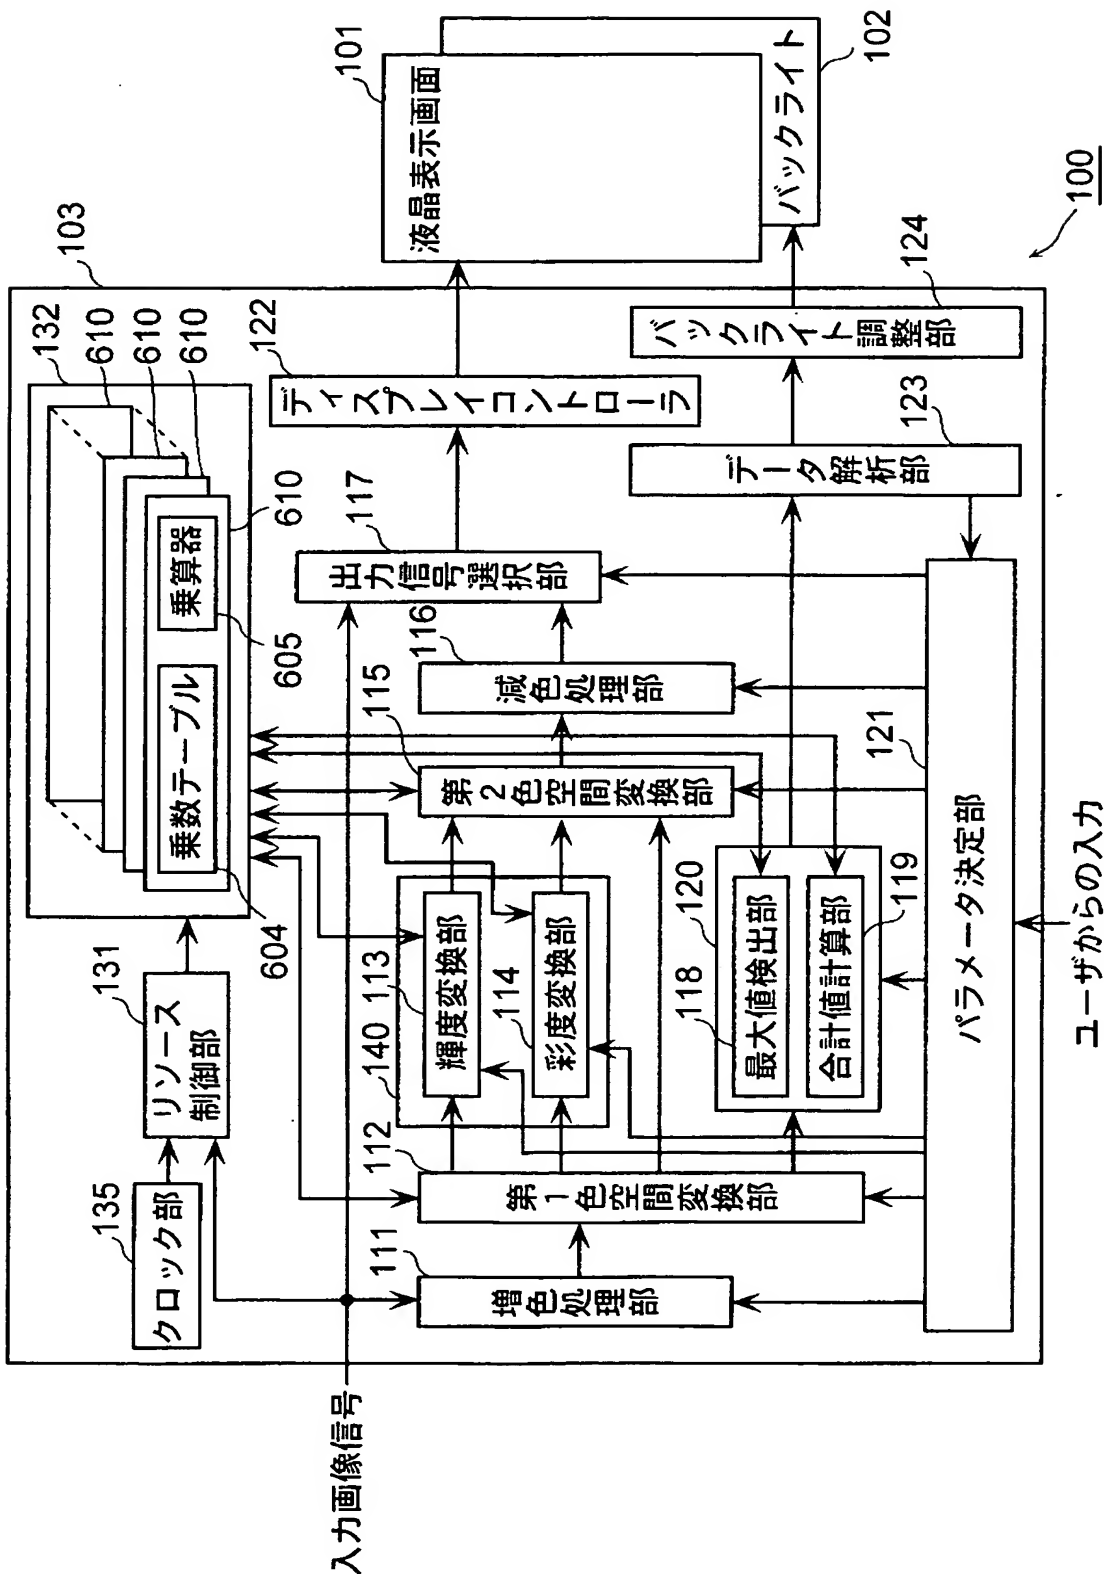 入力画像信号
クロック部
135
リソース
制御部
131
604
乗数テーブル
605
乗算器
610
610
610
610
132
103
増色処理部
111
第1色空間変換部
112
140
輝度変換部
113
彩度変換部
114
第2色空間変換部
115
減色処理部
116
出力信号選択部
117
ディスプレイコントローラ
122
液晶表示画面
101
バックライト
102
最大値検出部
118
合計値計算部
119
120
データ解析部
123
バックライト調整部
124
パラメータ決定部
121
ユーザからの入力
100